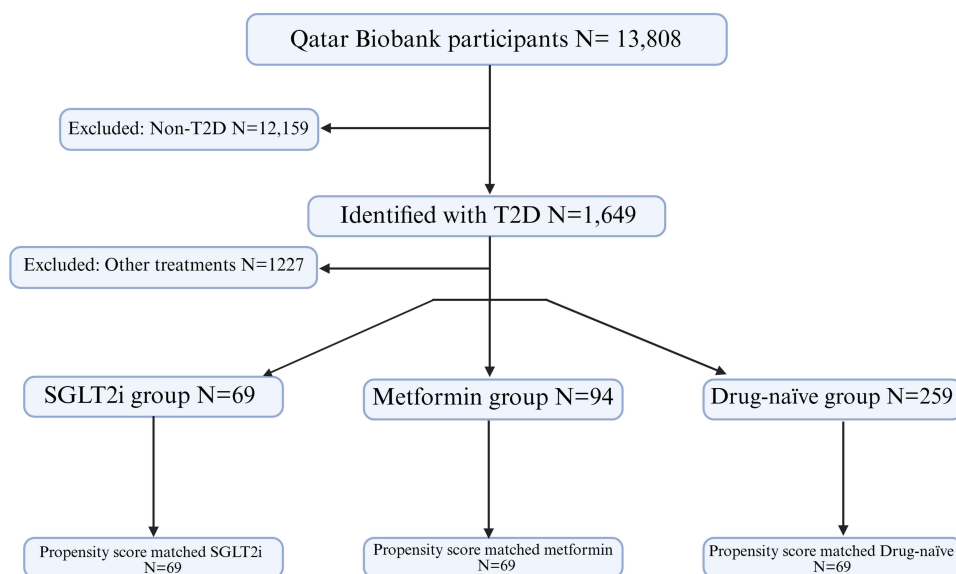 Qatar Biobank participants N= 13,808
Excluded: Non-T2D N=12,159
Identified with T2D N=1,649
Excluded: Other treatments N=1227
SGLT2i group N=69
Metformin group N=94
Drug-naïve group N=259
Propensity score matched SGLT2i
N=69
Propensity score matched metformin
N=69
Propensity score matched Drug-naïve
N=69